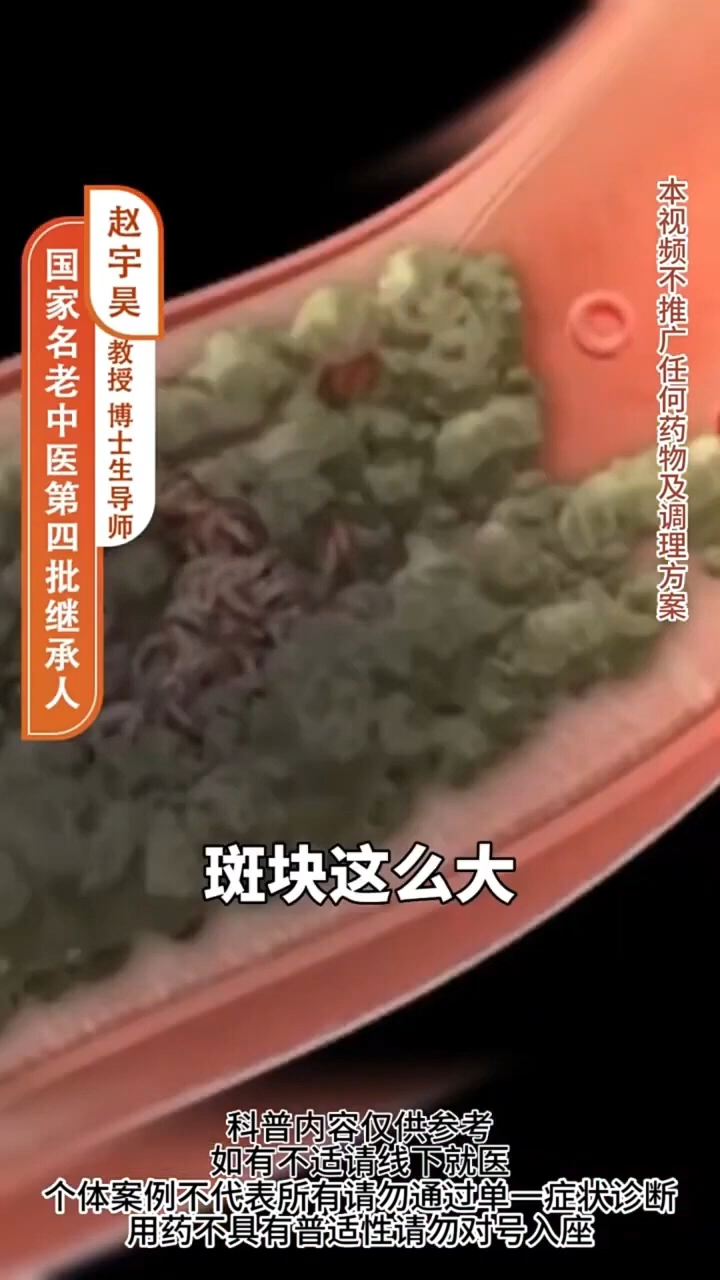 赵宇昊
教授 博士生导师
国家名老中医第四批继承人
本视频不推广任何药物及调理方案
斑块这么大
科普内容仅供参考
如有不适请线下就医
个体案例不代表所有请勿通过单一症状诊断
用药不具有普适性请勿对号入座